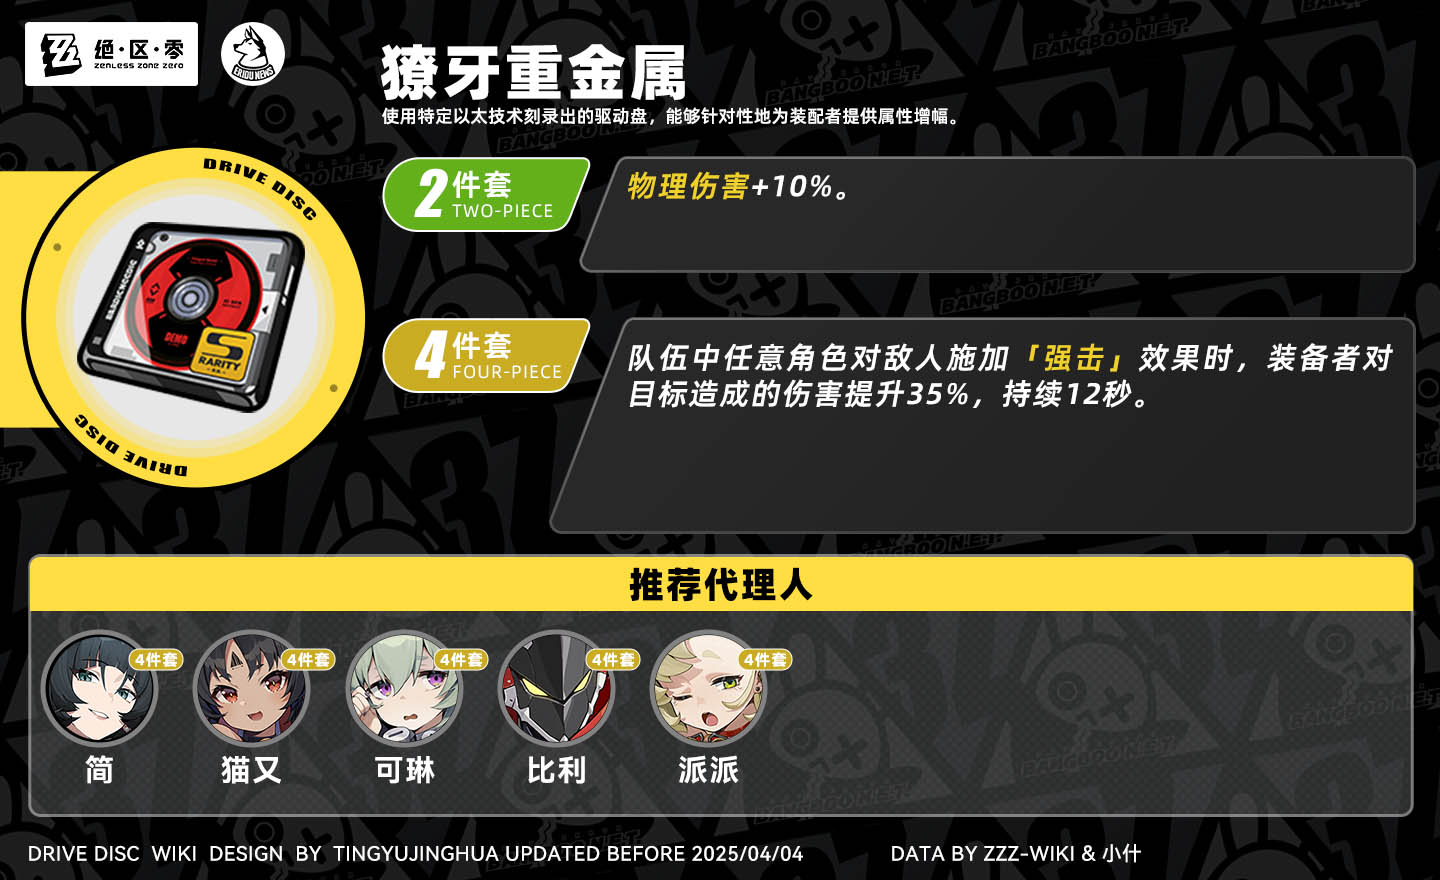 绝·区·零
ZENLESS ZONE ZERO
ERIDU NEWS
獠牙重金属
使用特定以太技术刻录出的驱动盘，能够针对性地为装配者提供属性增幅。
DRIVE DISC
DEMO
S
RARITY
DRIVE DISC
2件套
TWO-PIECE
物理伤害+10%。
4件套
FOUR-PIECE
队伍中任意角色对敌人施加「强击」效果时，装备者对
目标造成的伤害提升35%，持续12秒。
推荐代理人
4件套 4件套 4件套 4件套 4件套
简 猫又 可琳 比利 派派
DRIVE DISC WIKI DESIGN BY TINGYUJINGHUA UPDATED BEFORE 2025/04/04
DATA BY ZZZ-WIKI & 小什
BANGBOO N.E.T.